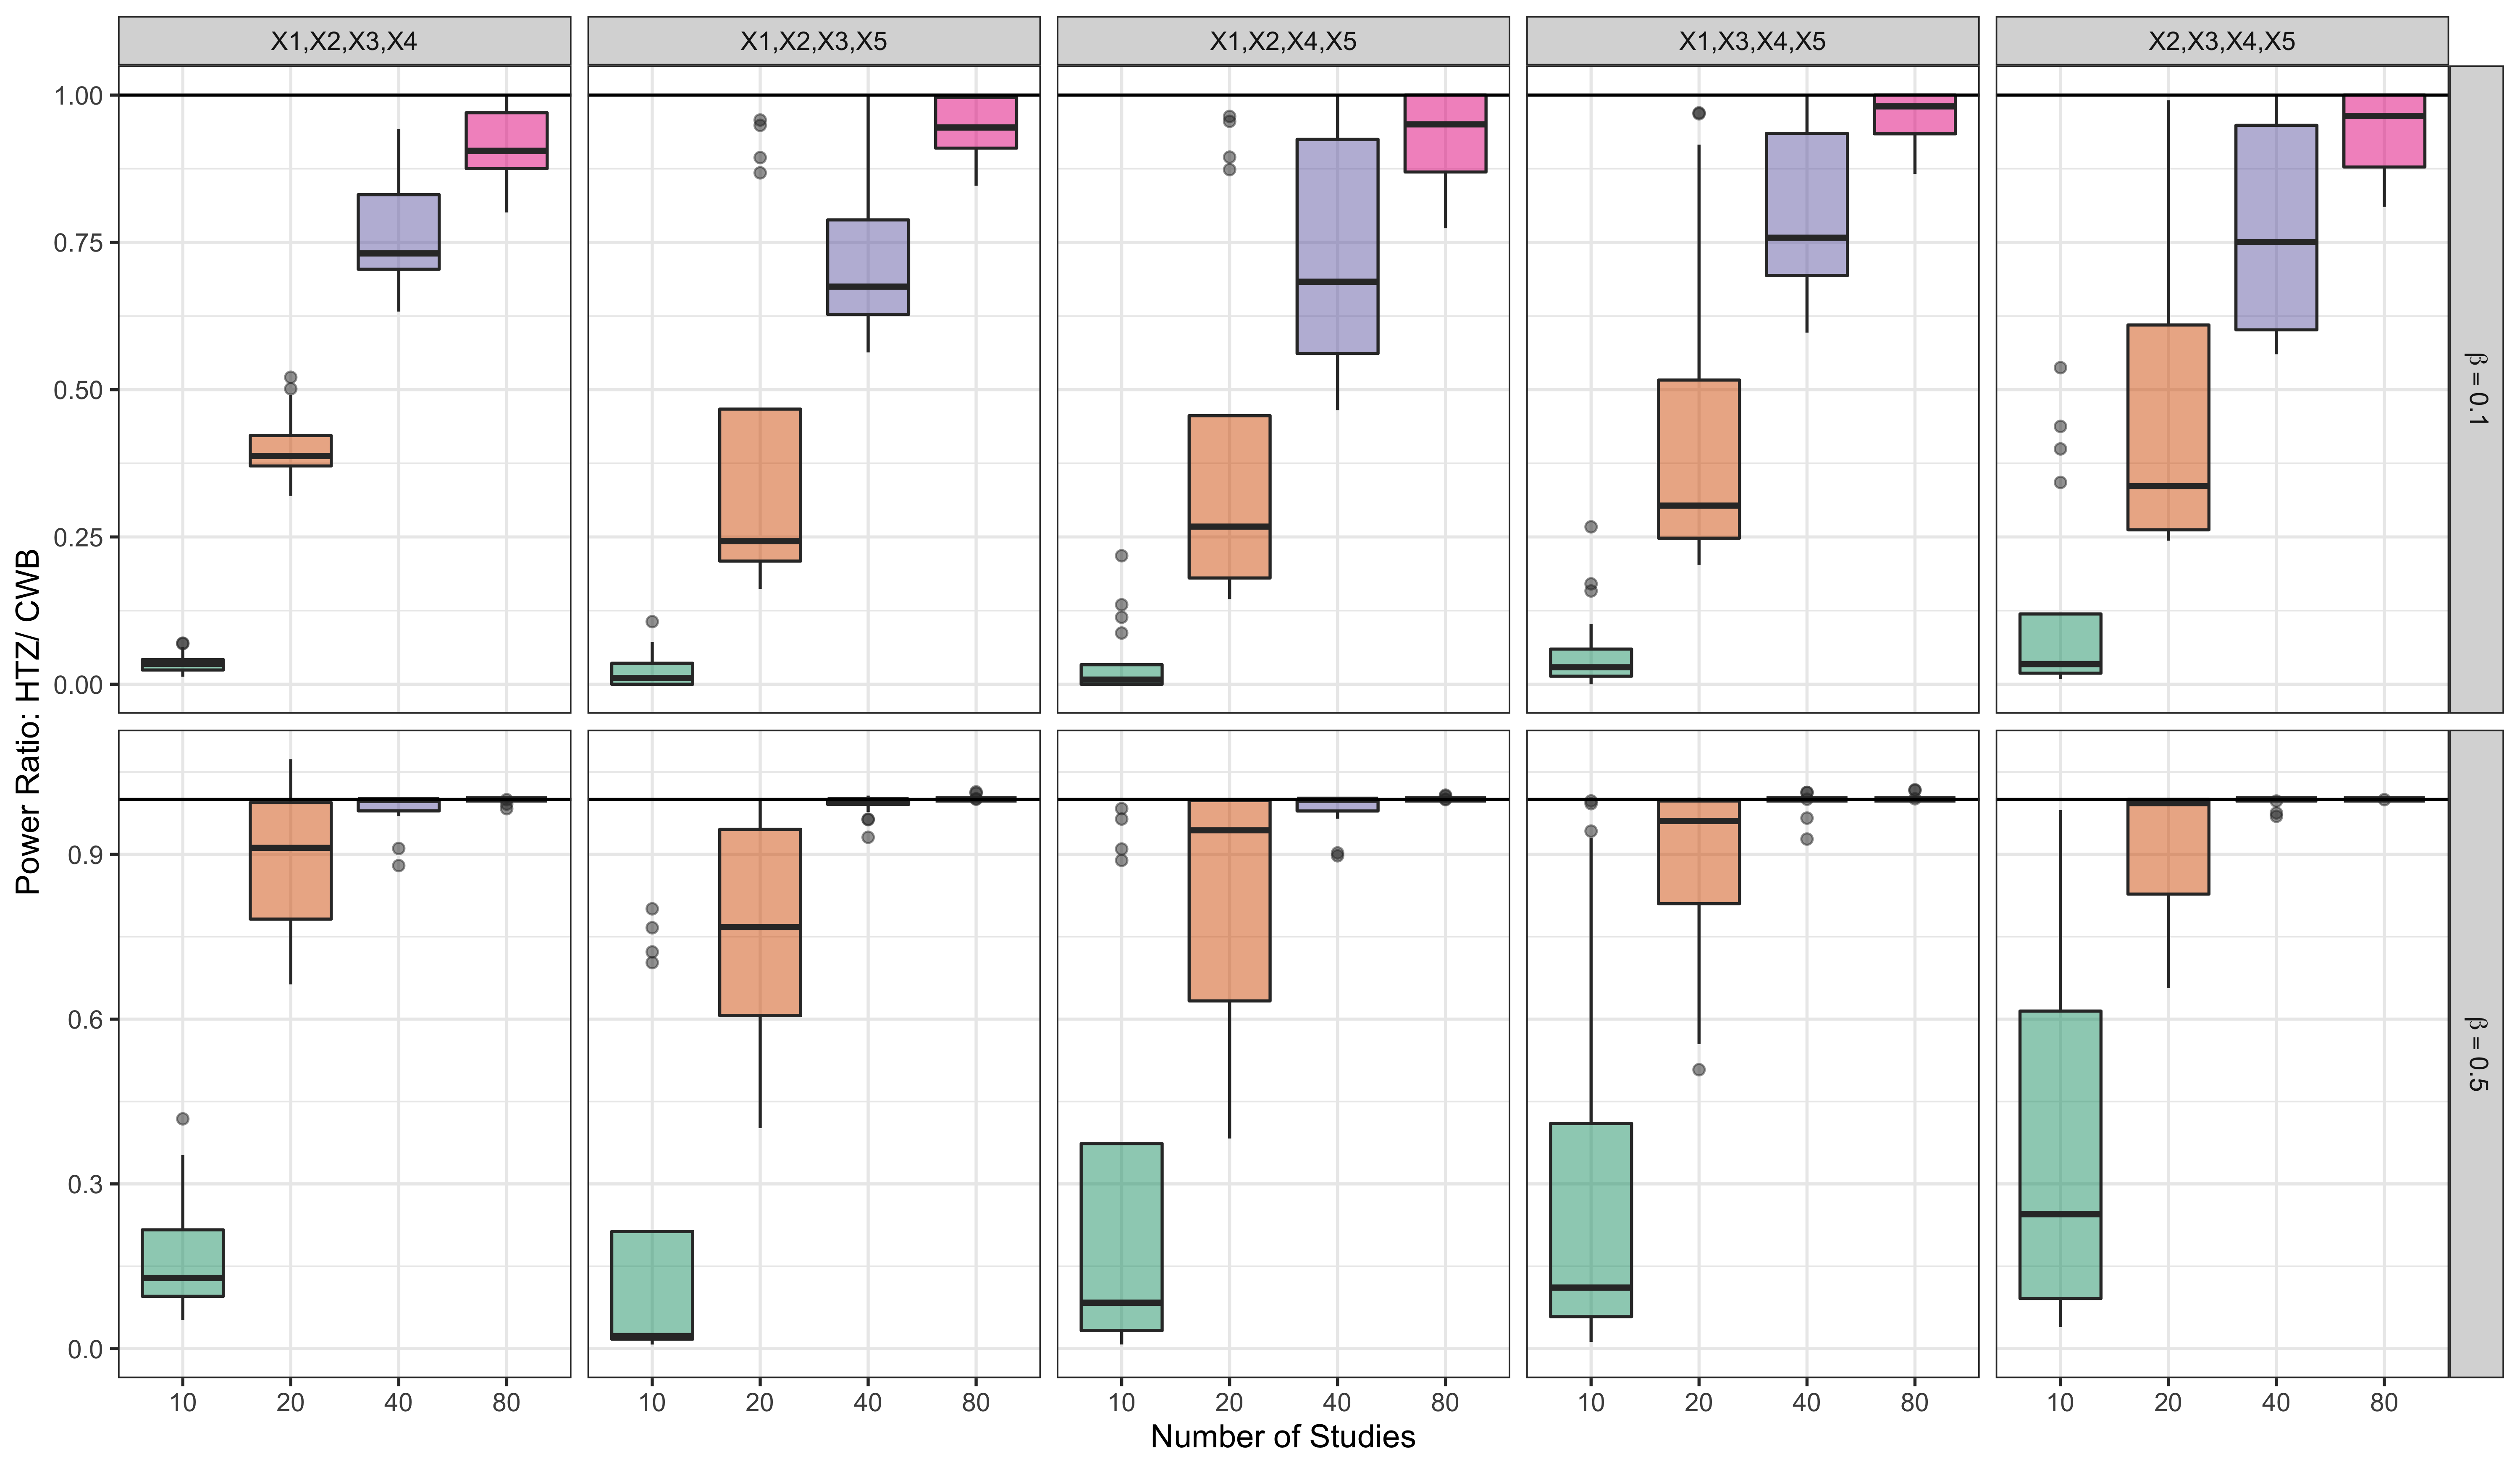 X1,X2,X3,X4
X1,X2,X3,X5
X1,X2,X4,X5
X1,X3,X4,X5
X2,X3,X4,X5
1.00
0.75
0.50
0.25
0.00
β = 0.1
Power Ratio: HTZ/ CWB
0.9
0.6
0.3
0.0
β = 0.5
10 20 40 80
10 20 40 80
10 20 40 80
10 20 40 80
10 20 40 80
Number of Studies